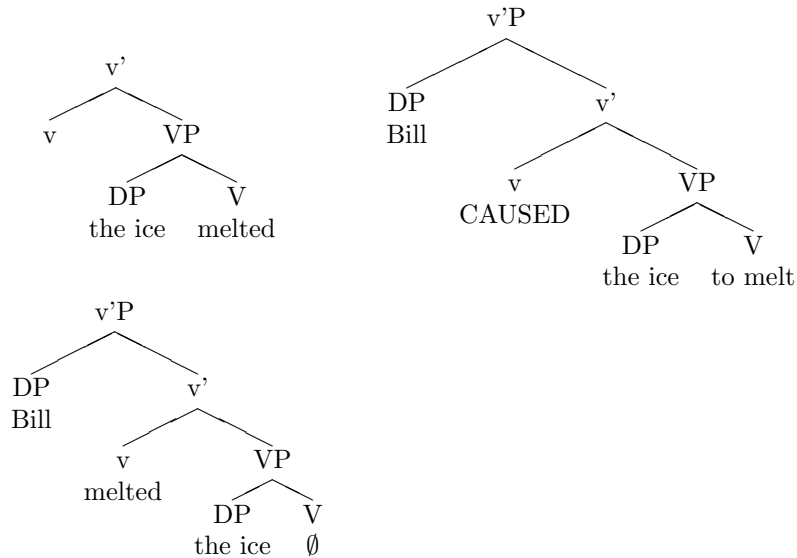 v'
v VP
DP V
the ice melted
v'P
DP v'
Bill
v VP
CAUSED
DP V
the ice to melt
v'P
DP v'
Bill
v VP
melted
DP V
the ice ∅